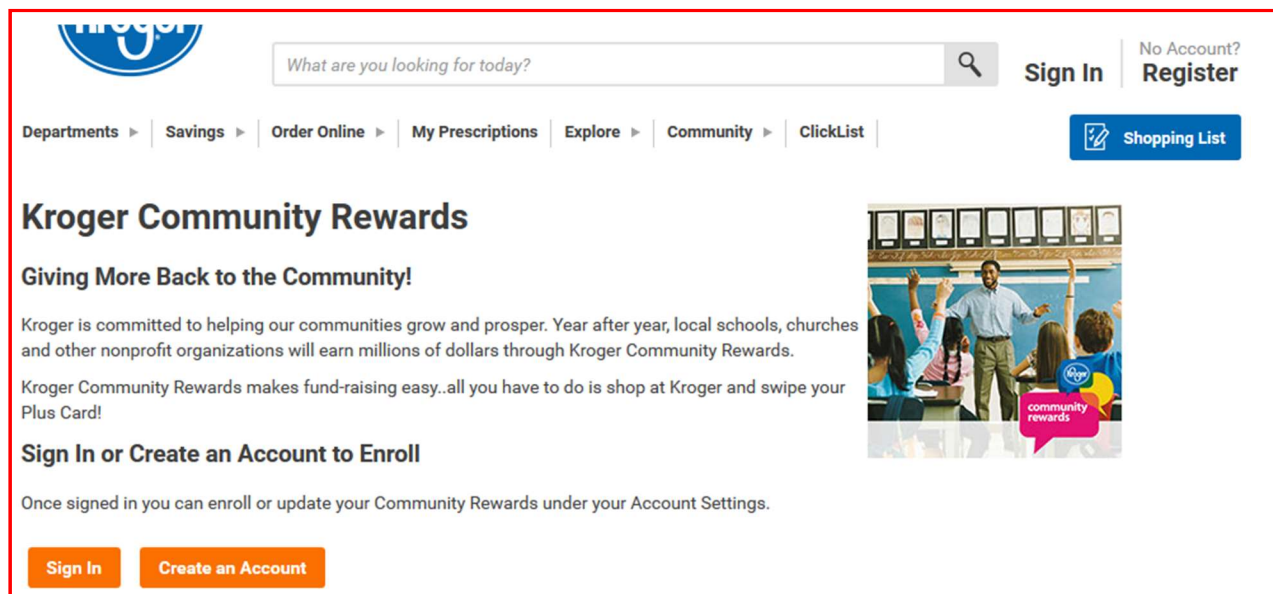 Kroger
What are you looking for today?
Sign In
No Account?
Register
Departments
Savings
Order Online
My Prescriptions
Explore
Community
ClickList
Shopping List
Kroger Community Rewards
Giving More Back to the Community!
Kroger is committed to helping our communities grow and prosper. Year after year, local schools, churches
and other nonprofit organizations will earn millions of dollars through Kroger Community Rewards.
Kroger Community Rewards makes fund-raising easy..all you have to do is shop at Kroger and swipe your
Plus Card!
Kroger
community
rewards
Sign In or Create an Account to Enroll
Once signed in you can enroll or update your Community Rewards under your Account Settings.
Sign In
Create an Account